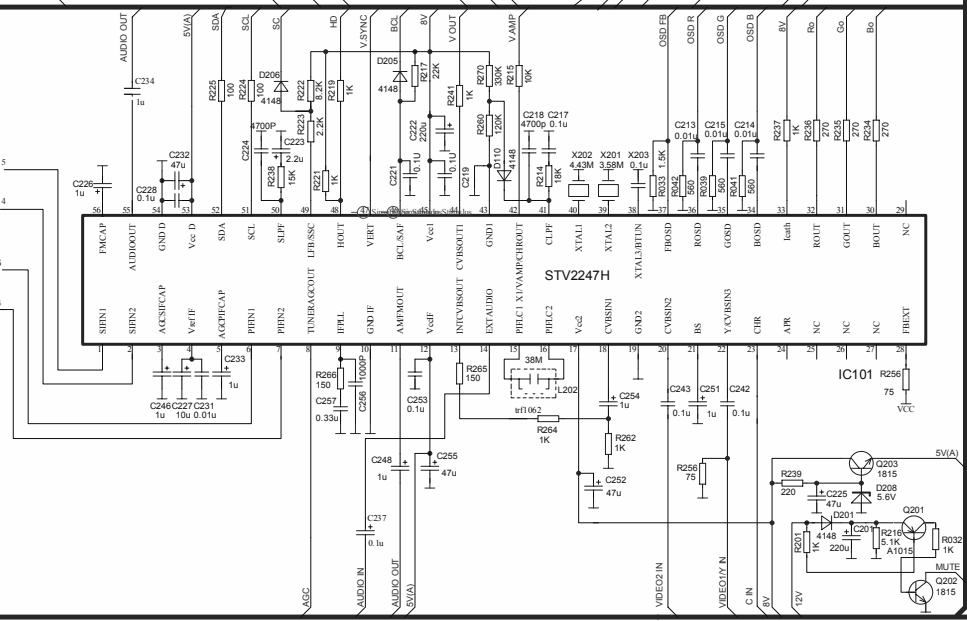 AUDIO OUT
5V(A)
SDA
SCL
SC
HD
V.SYNC
BCL
8V
V OUT
V.AMP
OSD FB
OSD R
OSD G
OSD B
8V
Ro
Go
Bo
C234
1u
R225
100
R224
100
D206
4148
R222
8.2K
R219
1K
R223
2.2K
D205
4148
R217
22K
R241
1K
R270
330K
R215
10K
R260
120K
C222
220u
C218
4700p
C217
0.1u
C213
0.01u
C215
0.01u
C214
0.01u
R237
1K
R236
270
R235
270
R234
270
4700P
C224
C223
2.2u
R238
15K
R221
1K
C221
0.1U
0.1U
C219
D110
4148
R214
18K
X202
4.43M
X201
3.58M
X203
0.1u
R033
1.5K
R042
560
R039
560
R041
560
C232
47u
C228
0.1u
C226
1u
5
4
56 55 54 53 52 51 50 49 48 47 46 45 44 43 42 41 40 39 38 37 36 35 34 33 32 31 30 29
FMCAP
AUDIOOUT
GND D
Vcc D
SDA
SCL
SLPF
LFB/SSC
HOUT
VERT
BCL/SAF
Vcc1
CVBSOUT1
GND1
X1/VAMP/CHROUT
CLPF
XTAL1
XTAL2
XTAL3/BTUN
FBOSD
ROSD
GOSD
BOSD
Icath
ROUT
GOUT
BOUT
NC
STV2247H
SIFIN1
SIFIN2
AGCSIFCAP
Vref IF
AGCPIFCAP
PIFIN1
PIFIN2
TUNERAGCOUT
IFPLL
GND IF
AMFMOUT
VccIF
INTCVBSOUT
EXTAUDIO
PIFLC1
PIFLC2
Vcc2
CVBSIN1
GND2
CVBSIN2
BS
Y/CVBSIN3
CHR
APR
NC
NC
NC
FBEXT
1 2 3 4 5 6 7 8 9 10 11 12 13 14 15 16 17 18 19 20 21 22 23 24 25 26 27 28
IC101
C233
1u
C246
1u
C227
10u
C231
0.01u
R266
150
C257
0.33u
1000P
C256
C253
0.1u
R265
150
38M
L202
trf1062
R264
1K
C254
1u
R262
1K
C243
0.1u
C251
1u
C242
0.1u
R256
75
VCC
C248
1u
C255
47u
C252
47u
R256
75
R239
220
C225
47u
Q203
1815
D208
5.6V
5V(A)
C237
0.1u
R201
1K
D201
4148
C201
220u
R216
5.1K
Q201
A1015
R032
1K
MUTE
Q202
1815
AGC
AUDIO IN
AUDIO OUT
5V(A)
VIDEO2 IN
VIDEO1/Y IN
C IN
8V
12V